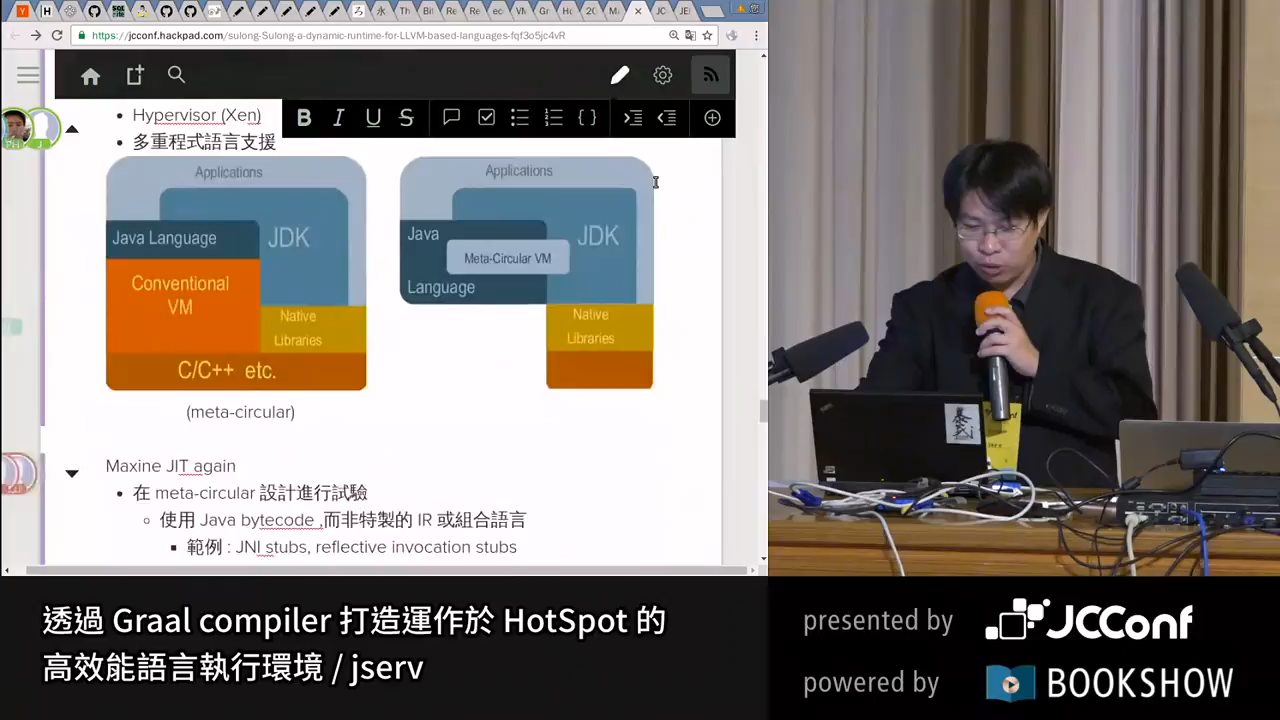 https://jcconf.hackpad.com/sulong-Sulong-a-dynamic-runtime-for-LLVM-based-languages-fqf3o5jc4vR
Hypervisor (Xen)
多重程式語言支援
B I U S
PH J
Applications
JDK
Java Language
Conventional
VM
Native
Libraries
C/C++ etc.
Applications
JDK
Java
Meta-Circular VM
Language
Native
Libraries
(meta-circular)
Maxine JIT again
在 meta-circular 設計進行試驗
使用 Java bytecode ,而非特製的 IR 或組合語言
範例 : JNI stubs, reflective invocation stubs
透過 Graal compiler 打造運作於 HotSpot 的
高效能語言執行環境 / jserv
presented by JCConf
powered by BOOKSHOW